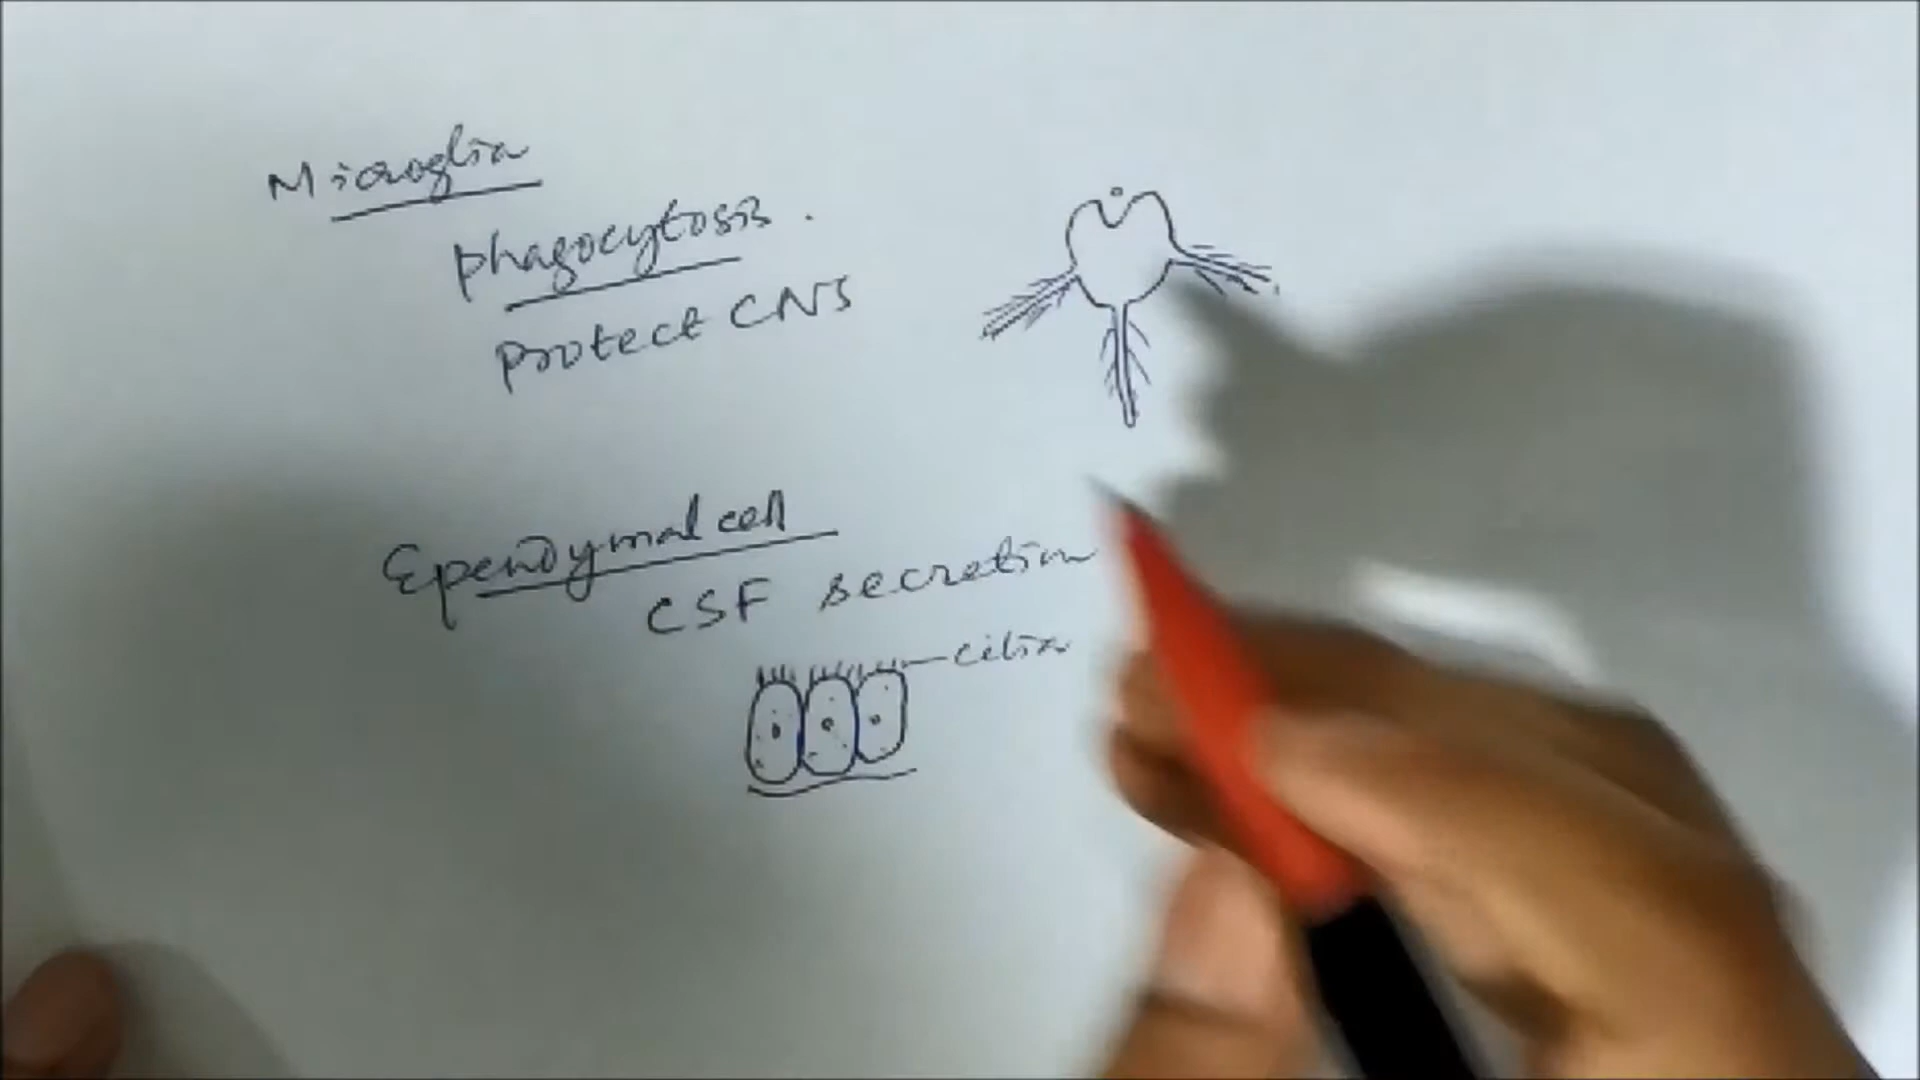 Microglia
phagocytosis.
protect CNS
Ependymal cell
CSF secretion
cilia